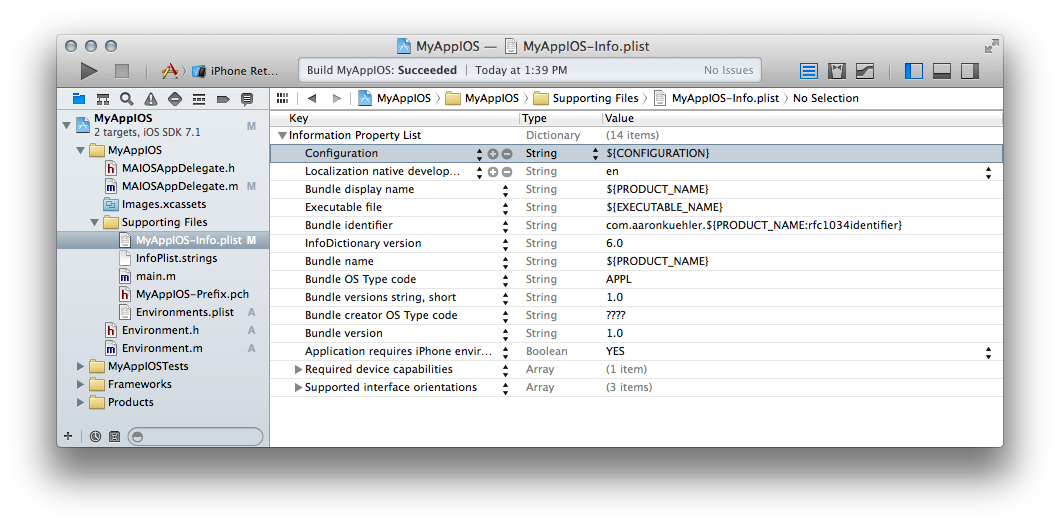 MyAppIOS — MyAppIOS-Info.plist
iPhone Ret...
Build MyAppIOS: Succeeded | Today at 1:39 PM
No Issues
MyAppIOS
MyAppIOS
Supporting Files
MyAppIOS-Info.plist
No Selection
MyAppIOS M
2 targets, iOS SDK 7.1
MyAppIOS
MAIOSAppDelegate.h
MAIOSAppDelegate.m M
Images.xcassets
Supporting Files
MyAppIOS-Info.plist M
InfoPlist.strings
main.m
MyAppIOS-Prefix.pch
Environments.plist A
Environment.h A
Environment.m A
MyAppIOSTests
Frameworks
Products
Key Type Value
Information Property List Dictionary (14 items)
Configuration String ${CONFIGURATION}
Localization native develop... String en
Bundle display name String ${PRODUCT_NAME}
Executable file String ${EXECUTABLE_NAME}
Bundle identifier String com.aaronkuehler.${PRODUCT_NAME:rfc1034identifier}
InfoDictionary version String 6.0
Bundle name String ${PRODUCT_NAME}
Bundle OS Type code String APPL
Bundle versions string, short String 1.0
Bundle creator OS Type code String ????
Bundle version String 1.0
Application requires iPhone envir... Boolean YES
Required device capabilities Array (1 item)
Supported interface orientations Array (3 items)